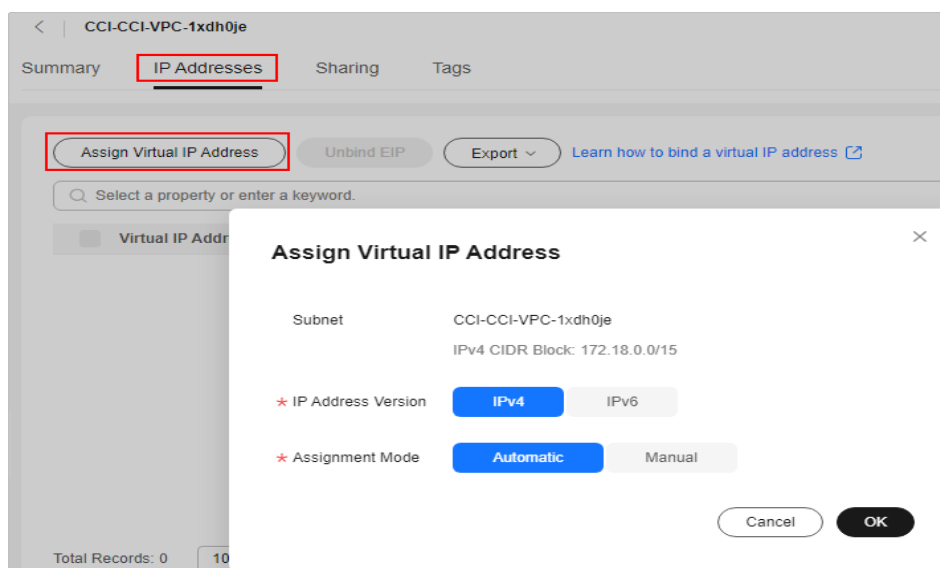 CCI-CCI-VPC-1xdh0je
Summary IP Addresses Sharing Tags
Assign Virtual IP Address Unbind EIP Export Learn how to bind a virtual IP address
Select a property or enter a keyword.
Virtual IP Addr
Assign Virtual IP Address
Subnet CCI-CCI-VPC-1xdh0je
IPv4 CIDR Block: 172.18.0.0/15
* IP Address Version IPv4 IPv6
* Assignment Mode Automatic Manual
Cancel OK
Total Records: 0 10